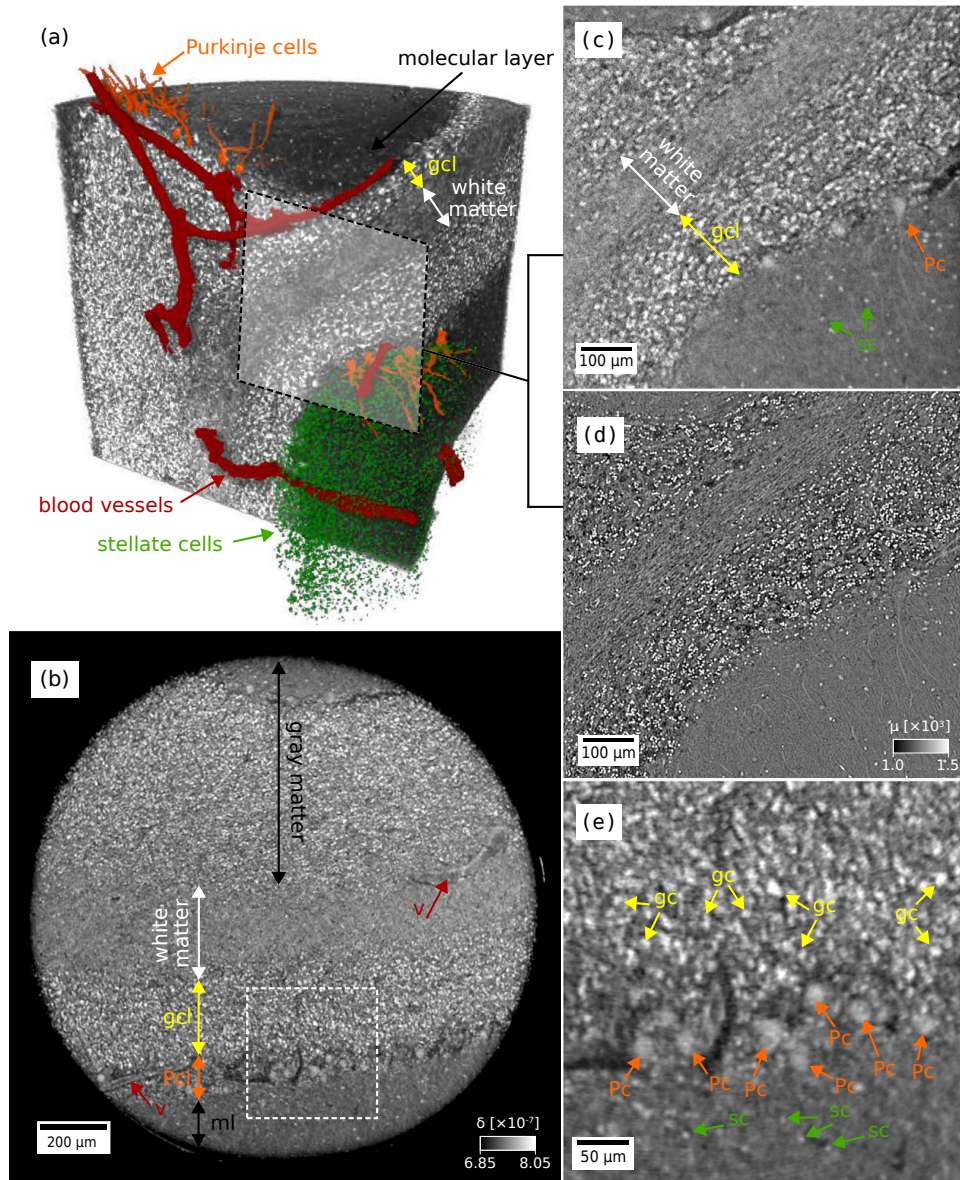 (a)
Purkinje cells
molecular layer
gcl
white
matter
blood vessels
stellate cells
(b)
gray matter
white
matter
gcl
Pcl
ml
v
v
200 μm
δ [×10⁻⁷]
6.85 8.05
(c)
white
matter
gcl
Pc
sc
100 μm
(d)
100 μm
μ [×10³]
1.0 1.5
(e)
gc
gc
gc
gc
Pc
Pc
Pc
Pc
Pc
Pc
Pc
sc
sc
sc
50 μm